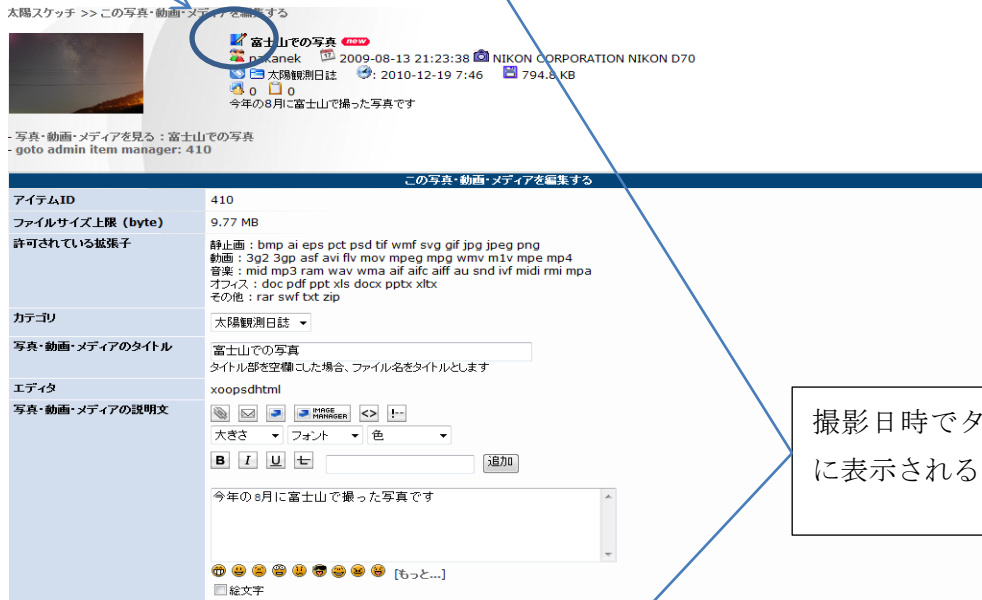 太陽スケッチ >> この写真・動画・メディアを編集する
富士山での写真 new
nakanek 2009-08-13 21:23:38 NIKON CORPORATION NIKON D70
太陽観測日誌 : 2010-12-19 7:46 794.8 KB
0 0
今年の8月に富士山で撮った写真です
- 写真・動画・メディアを見る : 富士山での写真
- goto admin item manager: 410
この写真・動画・メディアを編集する
アイテムID 410
ファイルサイズ上限 (byte) 9.77 MB
許可されている拡張子 静止画 : bmp ai eps pct psd tif wmf svg gif jpg jpeg png
動画 : 3g2 3gp asf avi flv mov mpeg mpg wmv m1v mpe mp4
音楽 : mid mp3 ram wav wma aif aifc aiff au snd ivf midi rmi mpa
オフィス : doc pdf ppt xls docx pptx xltx
その他 : rar swf txt zip
カテゴリ 太陽観測日誌
写真・動画・メディアのタイトル 富士山での写真
タイトル部を空欄にした場合、ファイル名をタイトルとします
エディタ xoopsdhtml
写真・動画・メディアの説明文 IMAGE MANAGER <> !--
大きさ フォント 色
B I U T 追加
今年の8月に富士山で撮った写真です
[もっと...]
絵文字
撮影日時でタ
に表示される